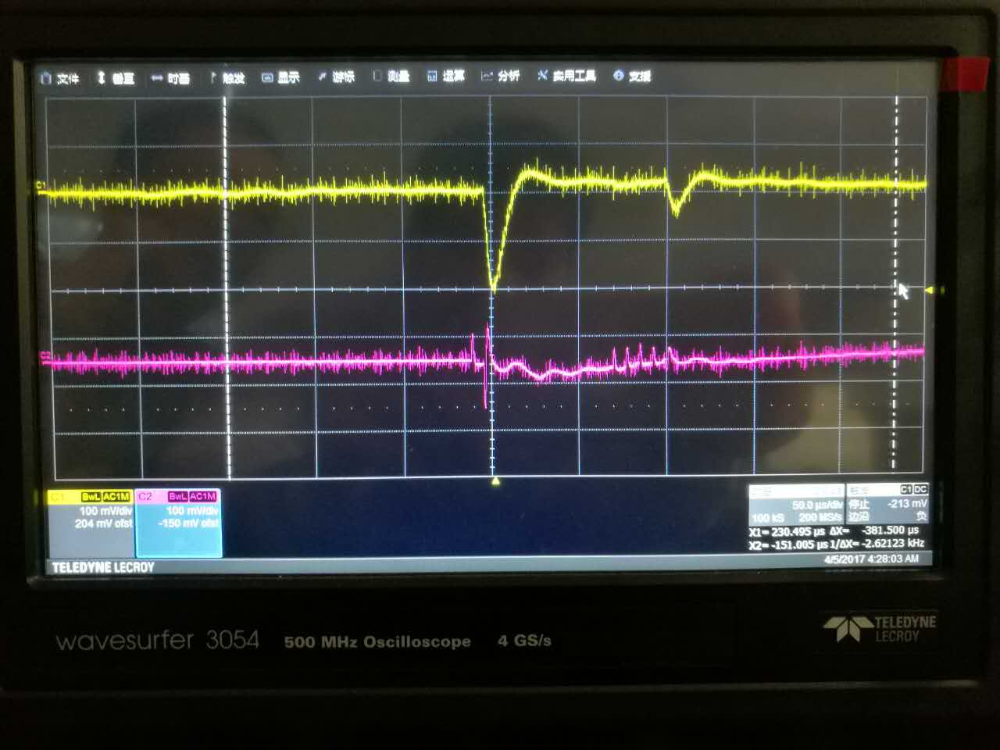 文件 垂直 时基 触发 显示 游标 测量 运算 分析 实用工具 支援
C1
C2
C1 BwL AC1M C2 BwL AC1M
100 mV/div 100 mV/div
204 mV ofst -150 mV ofst
触发 C1 DC
50.0 µs/div 停止 -213 mV
100 kS 200 MS/s 边沿 负
X1= 230.495 µs ΔX= -381.500 µs
X2= -151.005 µs 1/ΔX= -2.62123 kHz
TELEDYNE LECROY 4/5/2017 4:28:03 AM
wavesurfer 3054 500 MHz Oscilloscope 4 GS/s
TELEDYNE
LECROY